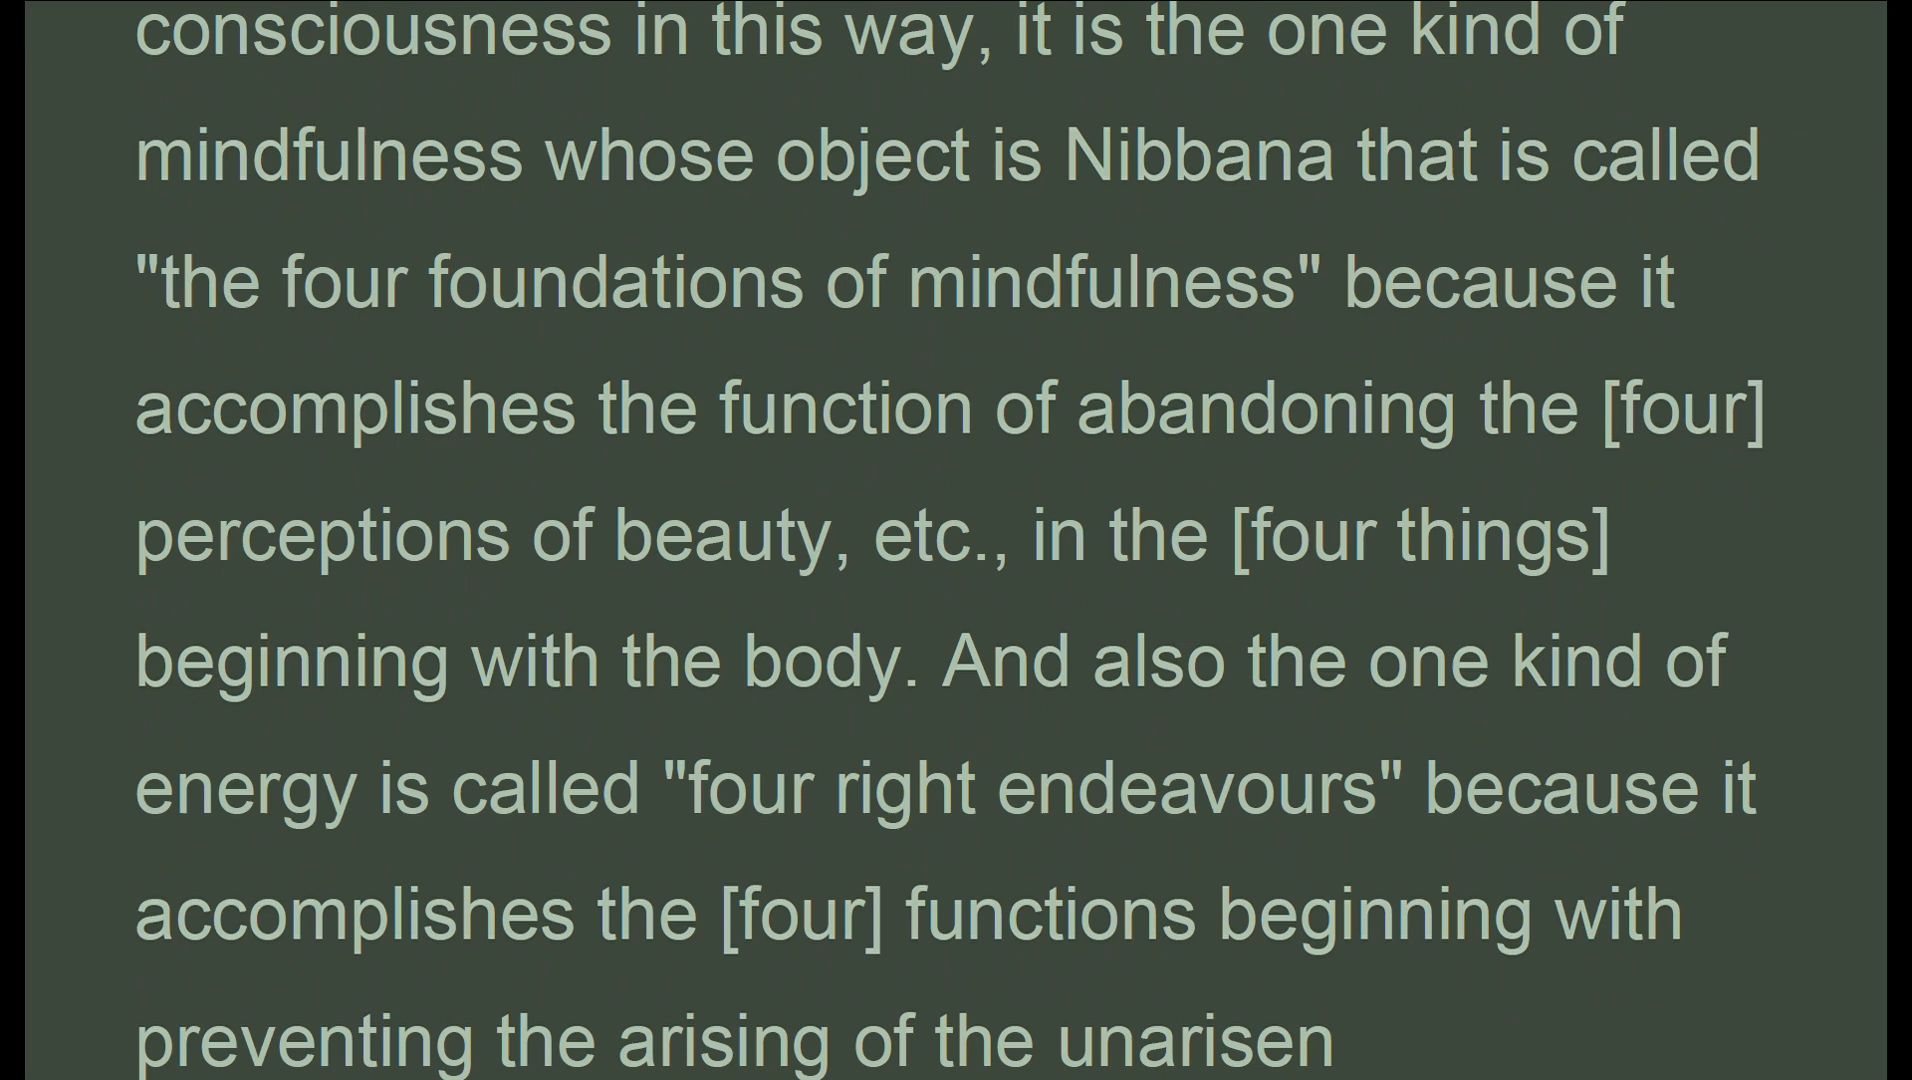 consciousness in this way, it is the one kind of
mindfulness whose object is Nibbana that is called
"the four foundations of mindfulness" because it
accomplishes the function of abandoning the [four]
perceptions of beauty, etc., in the [four things]
beginning with the body. And also the one kind of
energy is called "four right endeavours" because it
accomplishes the [four] functions beginning with
preventing the arising of the unarisen